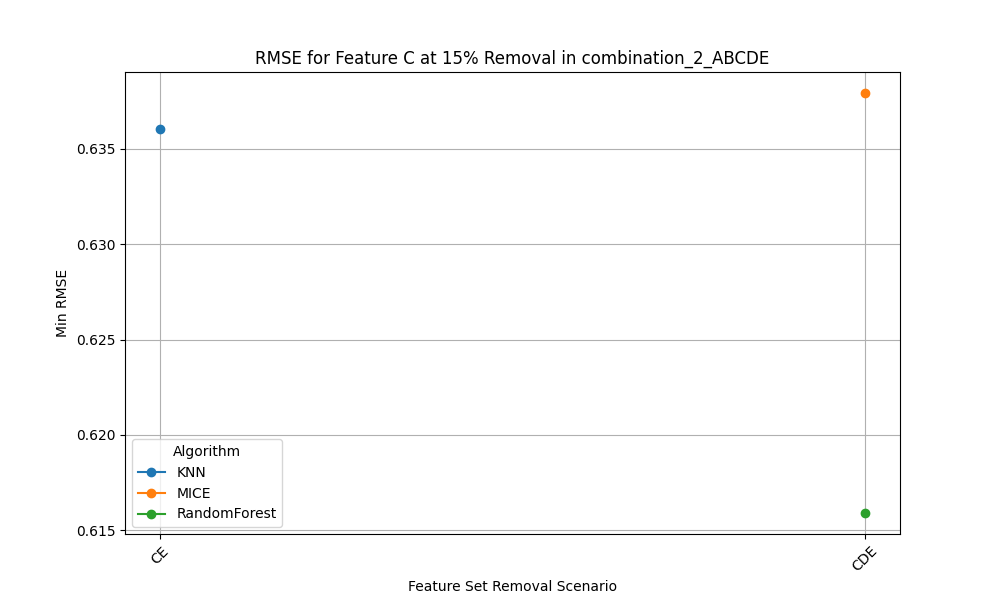 RMSE for Feature C at 15% Removal in combination_2_ABCDE
Min RMSE
0.635
0.630
0.625
0.620
0.615
Algorithm
KNN
MICE
RandomForest
CE
CDE
Feature Set Removal Scenario